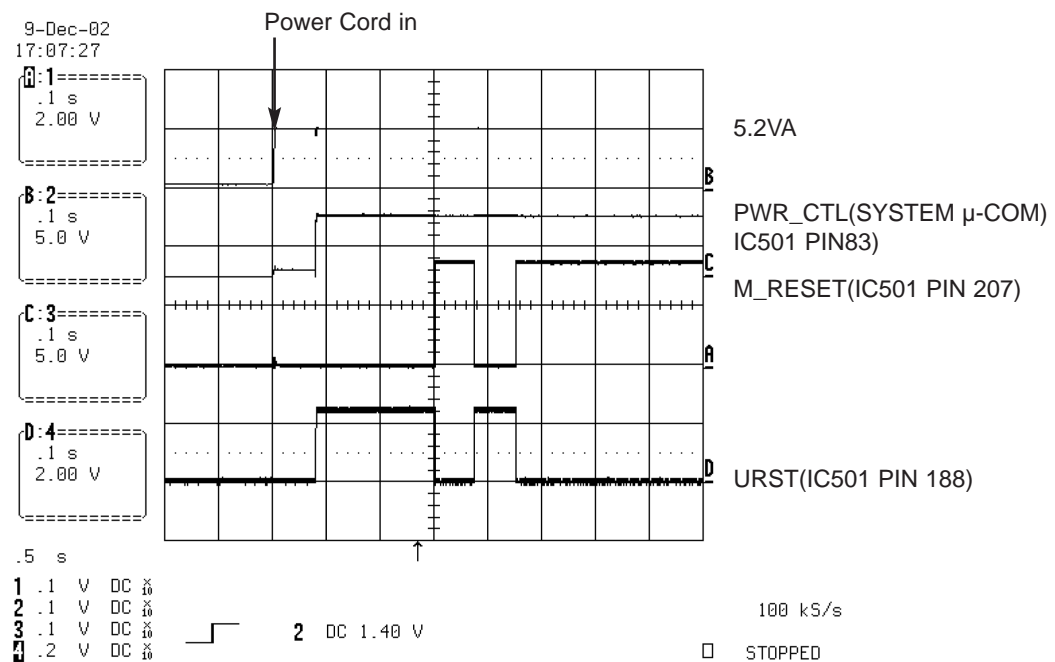 Power Cord in
9-Dec-02
17:07:27
A:1
.1 s
2.00 V
B:2
.1 s
5.0 V
C:3
.1 s
5.0 V
D:4
.1 s
2.00 V
B
C
A
D
5.2VA
PWR_CTL(SYSTEM µ-COM)
IC501 PIN83)
M_RESET(IC501 PIN 207)
URST(IC501 PIN 188)
.5 s
1 .1 V DC X10
2 .1 V DC X10
3 .1 V DC X10
4 .2 V DC X10
2 DC 1.40 V
100 kS/s
STOPPED